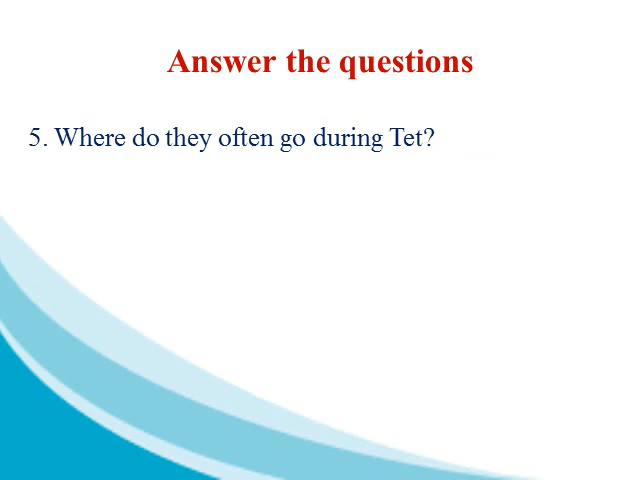 Answer the questions
5. Where do they often go during Tet?